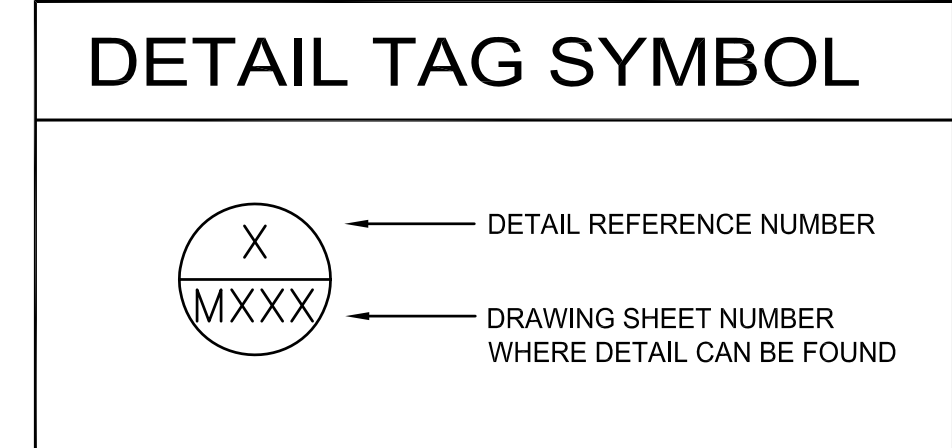 DETAIL TAG SYMBOL
X
DETAIL REFERENCE NUMBER
MXXX
DRAWING SHEET NUMBER
WHERE DETAIL CAN BE FOUND